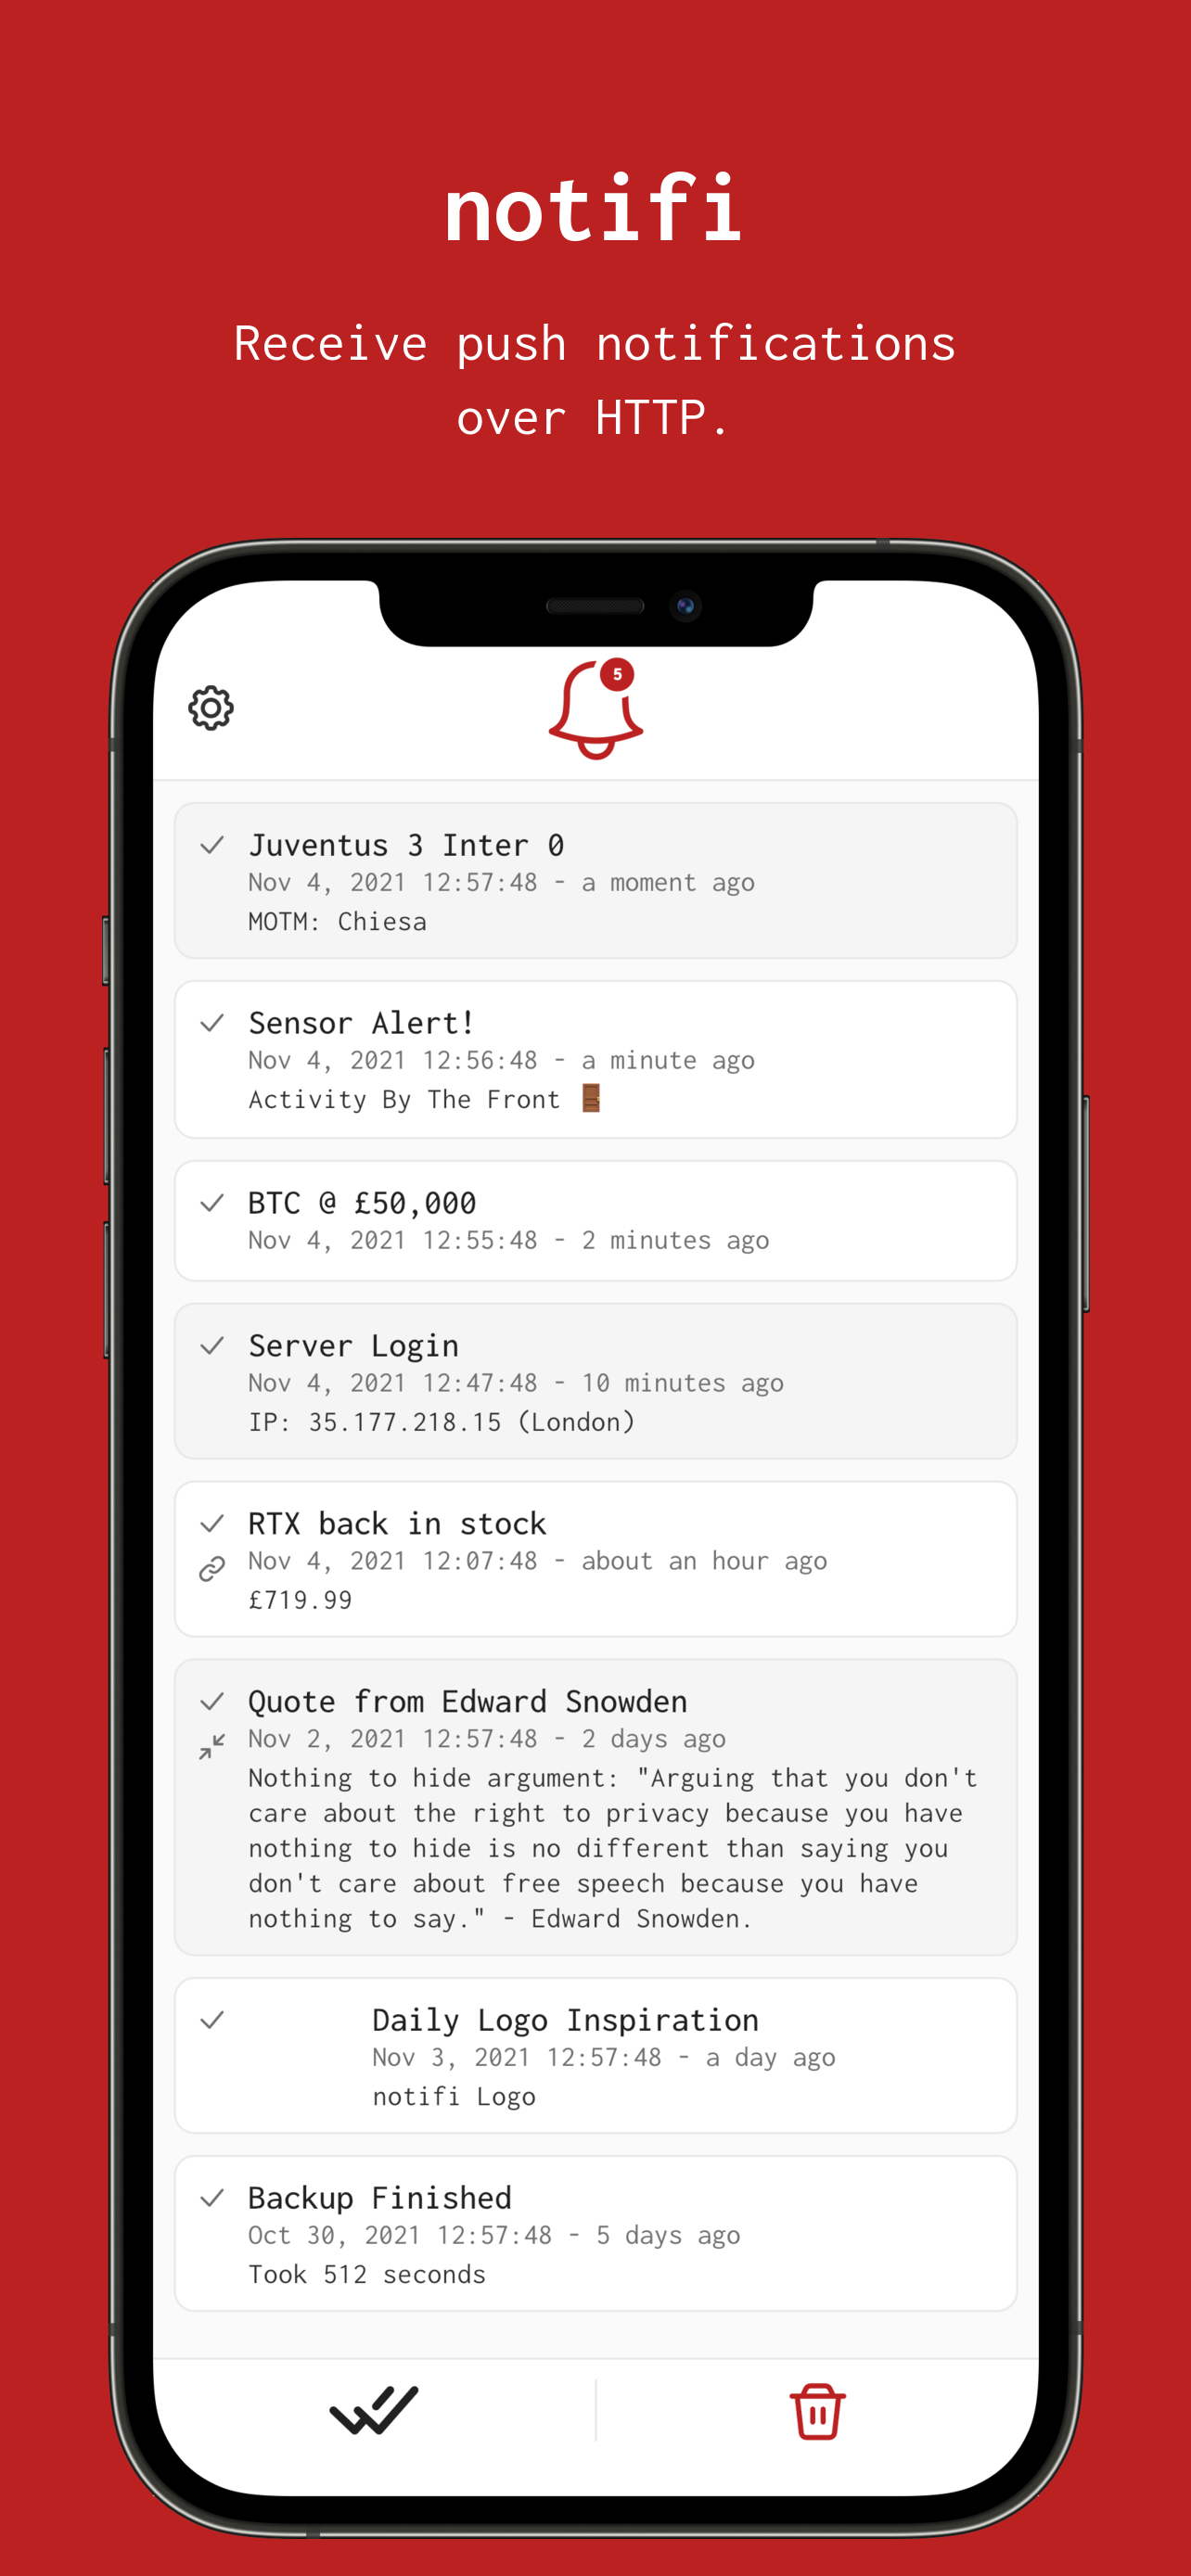 notifi
Receive push notifications
over HTTP.
5
Juventus 3 Inter 0
Nov 4, 2021 12:57:48 - a moment ago
MOTM: Chiesa
Sensor Alert!
Nov 4, 2021 12:56:48 - a minute ago
Activity By The Front 🚪
BTC @ £50,000
Nov 4, 2021 12:55:48 - 2 minutes ago
Server Login
Nov 4, 2021 12:47:48 - 10 minutes ago
IP: 35.177.218.15 (London)
RTX back in stock
Nov 4, 2021 12:07:48 - about an hour ago
£719.99
Quote from Edward Snowden
Nov 2, 2021 12:57:48 - 2 days ago
Nothing to hide argument: "Arguing that you don't
care about the right to privacy because you have
nothing to hide is no different than saying you
don't care about free speech because you have
nothing to say." - Edward Snowden.
Daily Logo Inspiration
Nov 3, 2021 12:57:48 - a day ago
notifi Logo
Backup Finished
Oct 30, 2021 12:57:48 - 5 days ago
Took 512 seconds